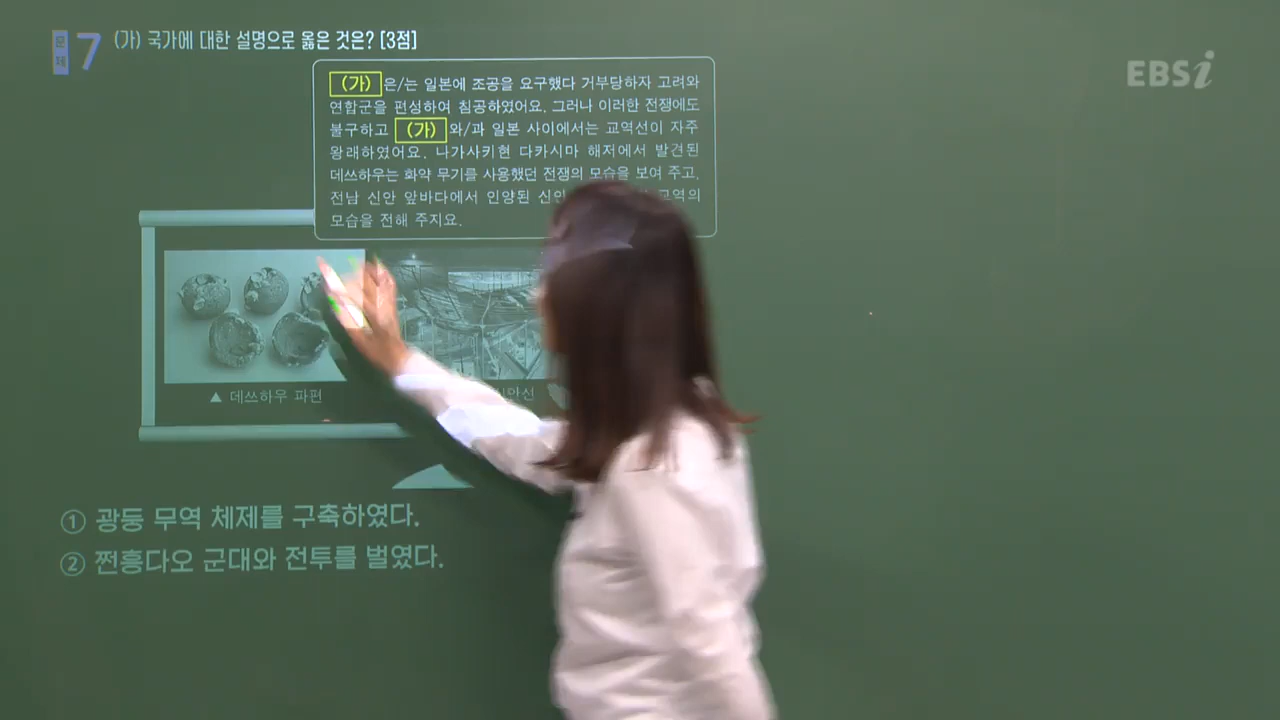 문제 7 (가) 국가에 대한 설명으로 옳은 것은? [3점]
EBSi
(가) 은/는 일본에 조공을 요구했다 거부당하자 고려와
연합군을 편성하여 침공하였어요. 그러나 이러한 전쟁에도
불구하고 (가) 와/과 일본 사이에서는 교역선이 자주
왕래하였어요. 나가사키현 다카시마 해저에서 발견된
데쓰하우는 화약 무기를 사용했던 전쟁의 모습을 보여 주고,
전남 신안 앞바다에서 인양된 교역의
모습을 전해 주지요.
▲ 데쓰하우 파편
① 광둥 무역 체제를 구축하였다.
② 쩐흥다오 군대와 전투를 벌였다.